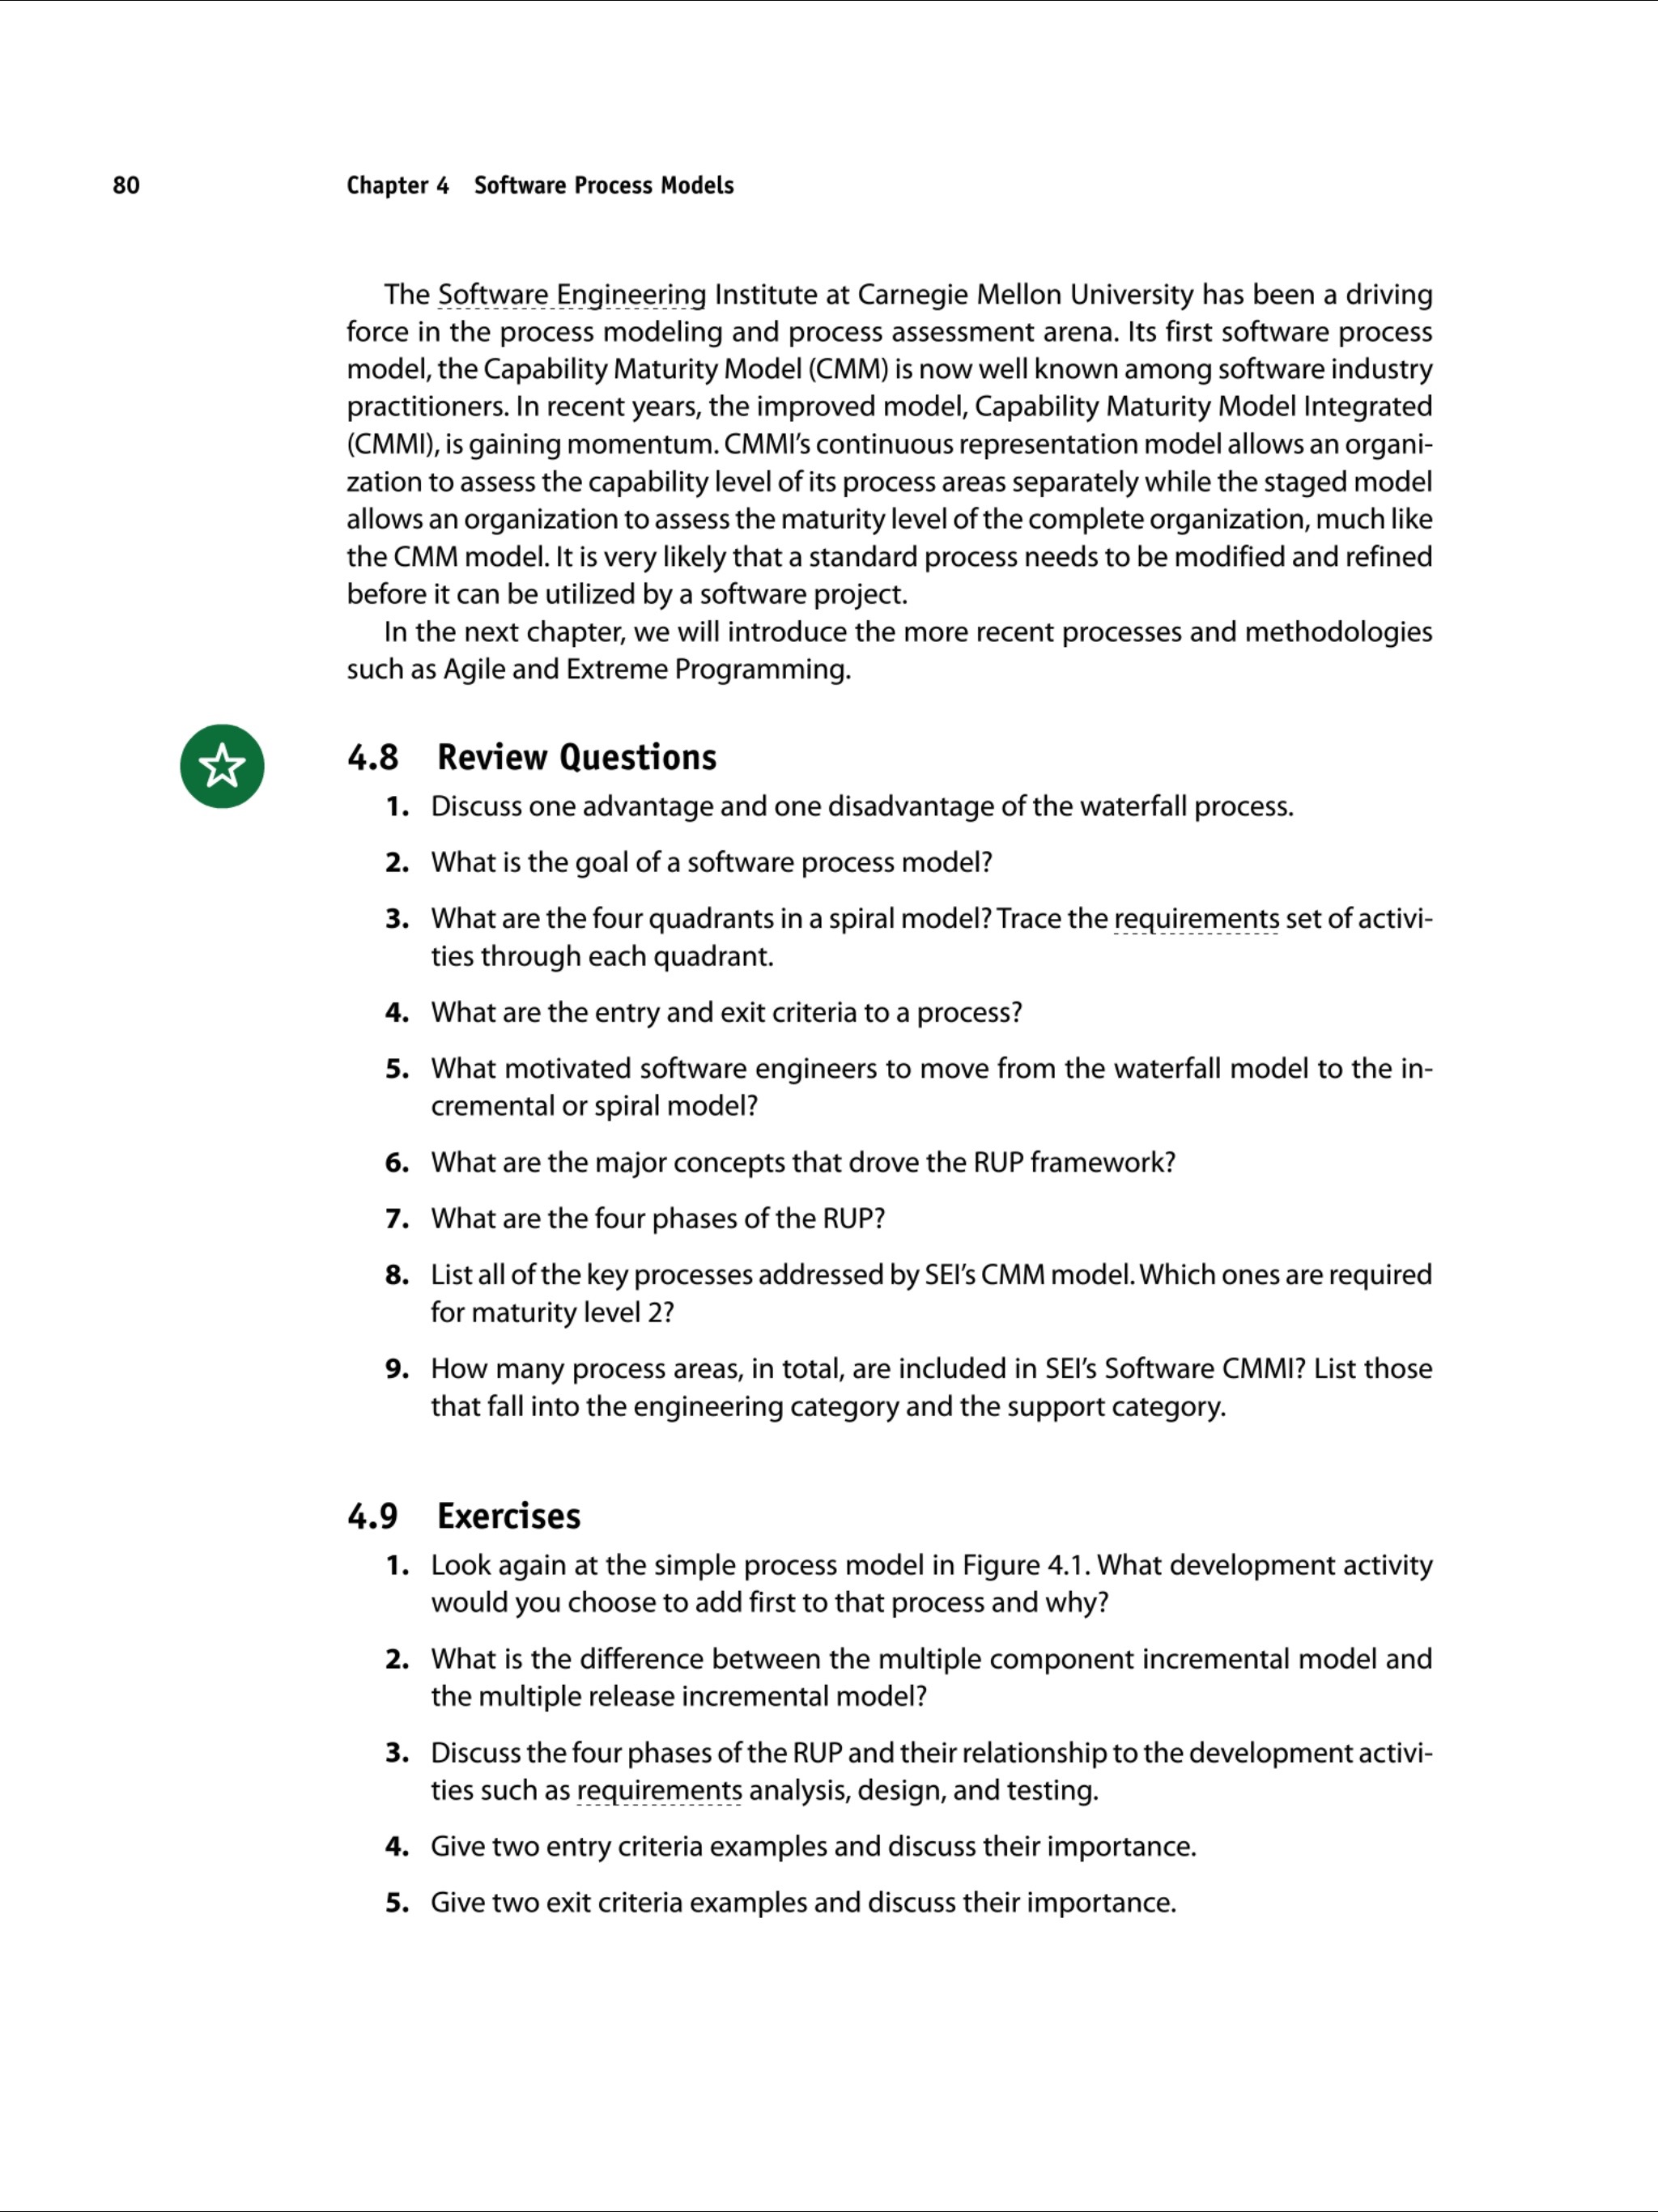 80
Chapter 4 Software Process Models
The Software Engineering Institute at Carnegie Mellon University has been a driving
force in the process modeling and process assessment arena. Its first software process
model, the Capability Maturity Model (CMM) is now well known among software industry
practitioners. In recent years, the improved model, Capability Maturity Model Integrated
(CMMI), is gaining momentum. CMMI’s continuous representation model allows an organi-
zation to assess the capability level of its process areas separately while the staged model
allows an organization to assess the maturity level of the complete organization, much like
the CMM model. It is very likely that a standard process needs to be modified and refined
before it can be utilized by a software project.
In the next chapter, we will introduce the more recent processes and methodologies
such as Agile and Extreme Programming.
4.8 Review Questions
1. Discuss one advantage and one disadvantage of the waterfall process.
2. What is the goal of a software process model?
3. What are the four quadrants in a spiral model? Trace the requirements set of activi-
ties through each quadrant.
4. What are the entry and exit criteria to a process?
5. What motivated software engineers to move from the waterfall model to the in-
cremental or spiral model?
6. What are the major concepts that drove the RUP framework?
7. What are the four phases of the RUP?
8. List all of the key processes addressed by SEI’s CMM model. Which ones are required
for maturity level 2?
9. How many process areas, in total, are included in SEI’s Software CMMI? List those
that fall into the engineering category and the support category.
4.9 Exercises
1. Look again at the simple process model in Figure 4.1. What development activity
would you choose to add first to that process and why?
2. What is the difference between the multiple component incremental model and
the multiple release incremental model?
3. Discuss the four phases of the RUP and their relationship to the development activi-
ties such as requirements analysis, design, and testing.
4. Give two entry criteria examples and discuss their importance.
5. Give two exit criteria examples and discuss their importance.